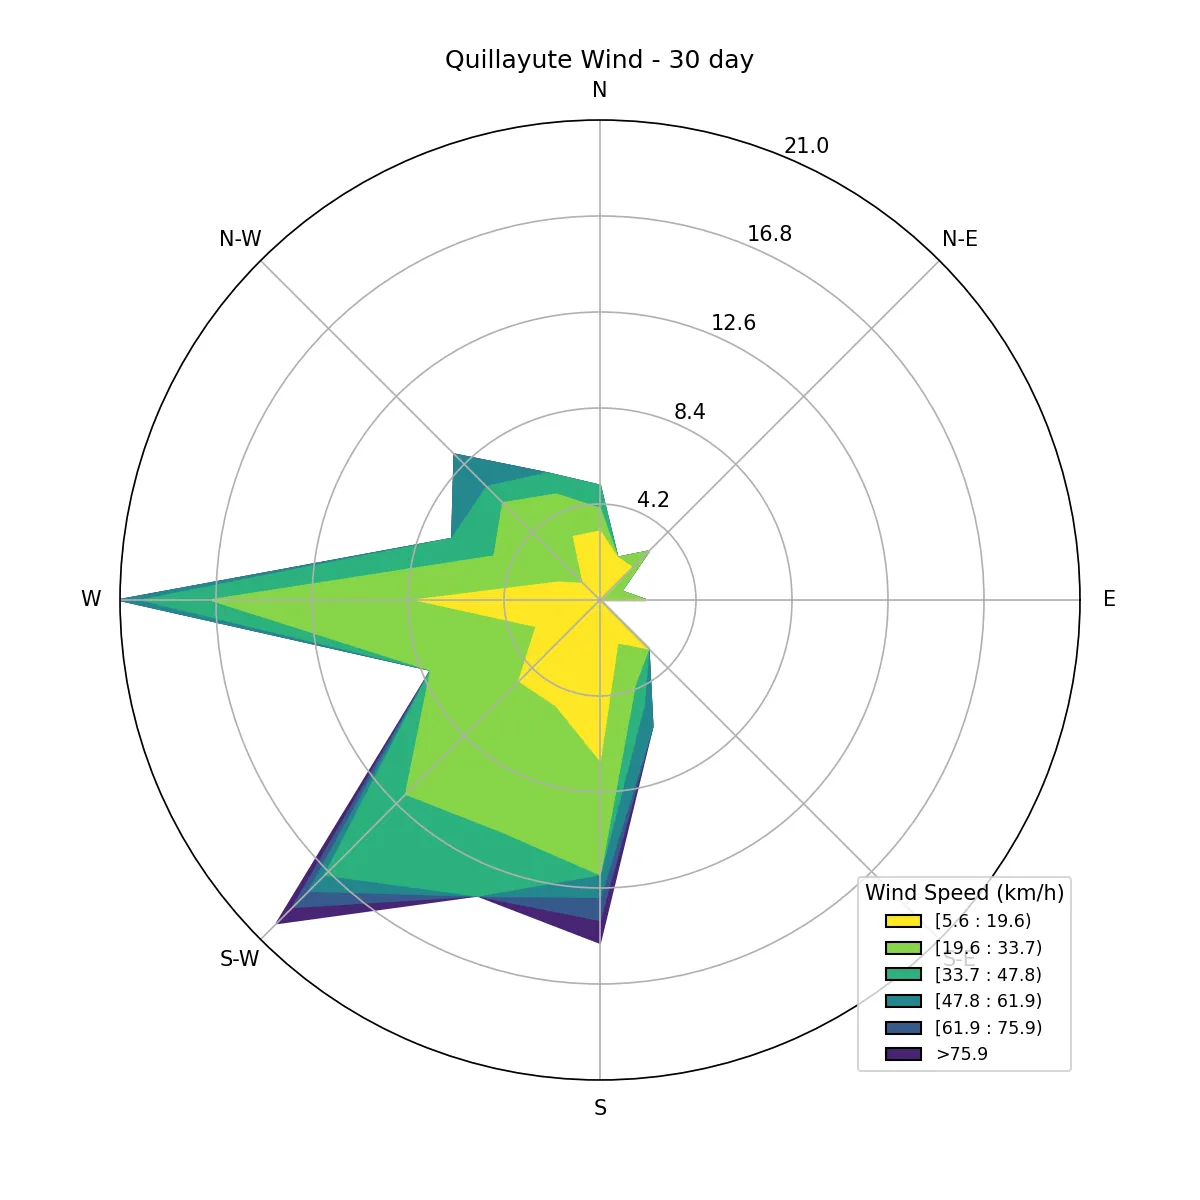 Quillayute Wind - 30 day
N
21.0
16.8
N-W
N-E
12.6
8.4
4.2
W
E
Wind Speed (km/h)
[5.6 : 19.6)
[19.6 : 33.7)
S-W
S-E
[33.7 : 47.8)
[47.8 : 61.9)
[61.9 : 75.9)
>75.9
S